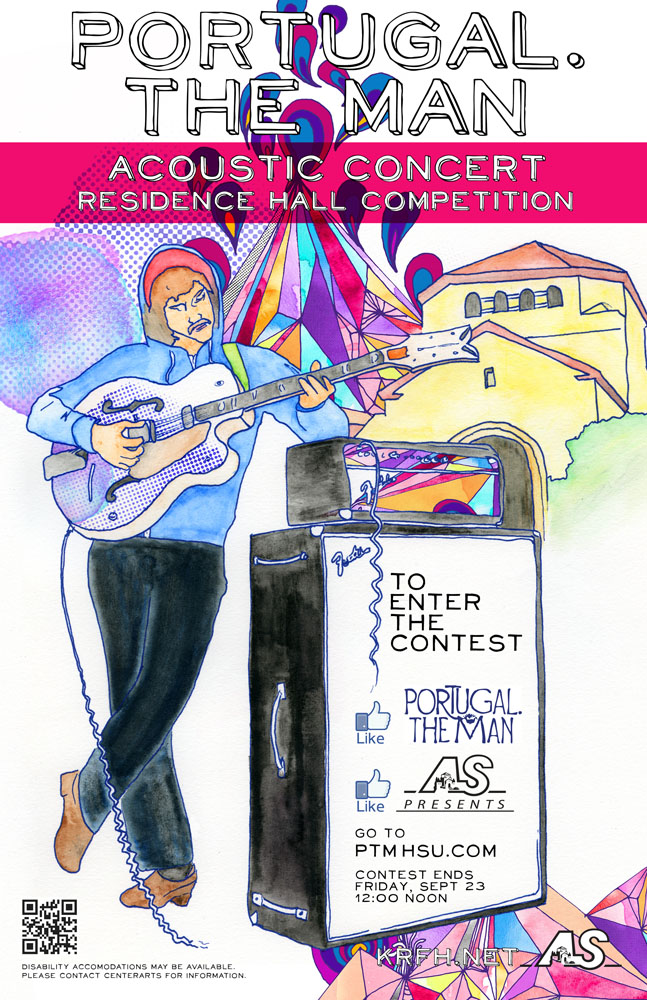 PORTUGAL.
THE MAN
ACOUSTIC CONCERT
RESIDENCE HALL COMPETITION
TO
ENTER
THE
CONTEST
Like
PORTUGAL.
THE MAN
Like
AS
PRESENTS
GO TO
PTMHSU.COM
CONTEST ENDS
FRIDAY, SEPT 23
12:00 NOON
KRFH.NET
AS
DISABILITY ACCOMODATIONS MAY BE AVAILABLE.
PLEASE CONTACT CENTERARTS FOR INFORMATION.